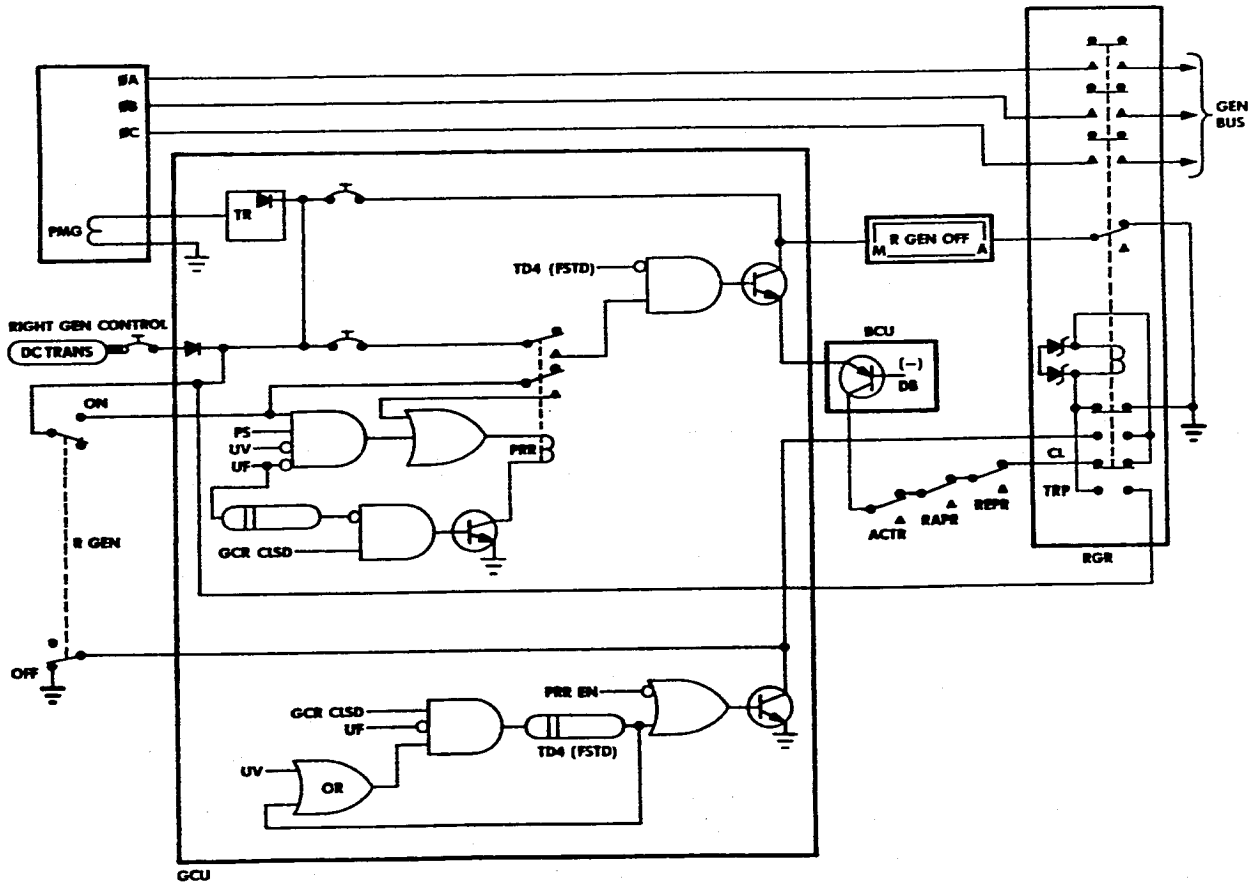 ØA
ØB
ØC
GEN
BUS
PMG
TR
R GEN OFF
M
A
TD4 (FSTD)
RIGHT GEN CONTROL
DC TRANS
BCU
(−)
DB
ON
PS
UV
UF
PRR
CL
TRP
ACTR
RAPR
REPR
GCR CLSD
R GEN
RGR
OFF
PRR EN
GCR CLSD
UF
TD4 (FSTD)
UV
OR
GCU